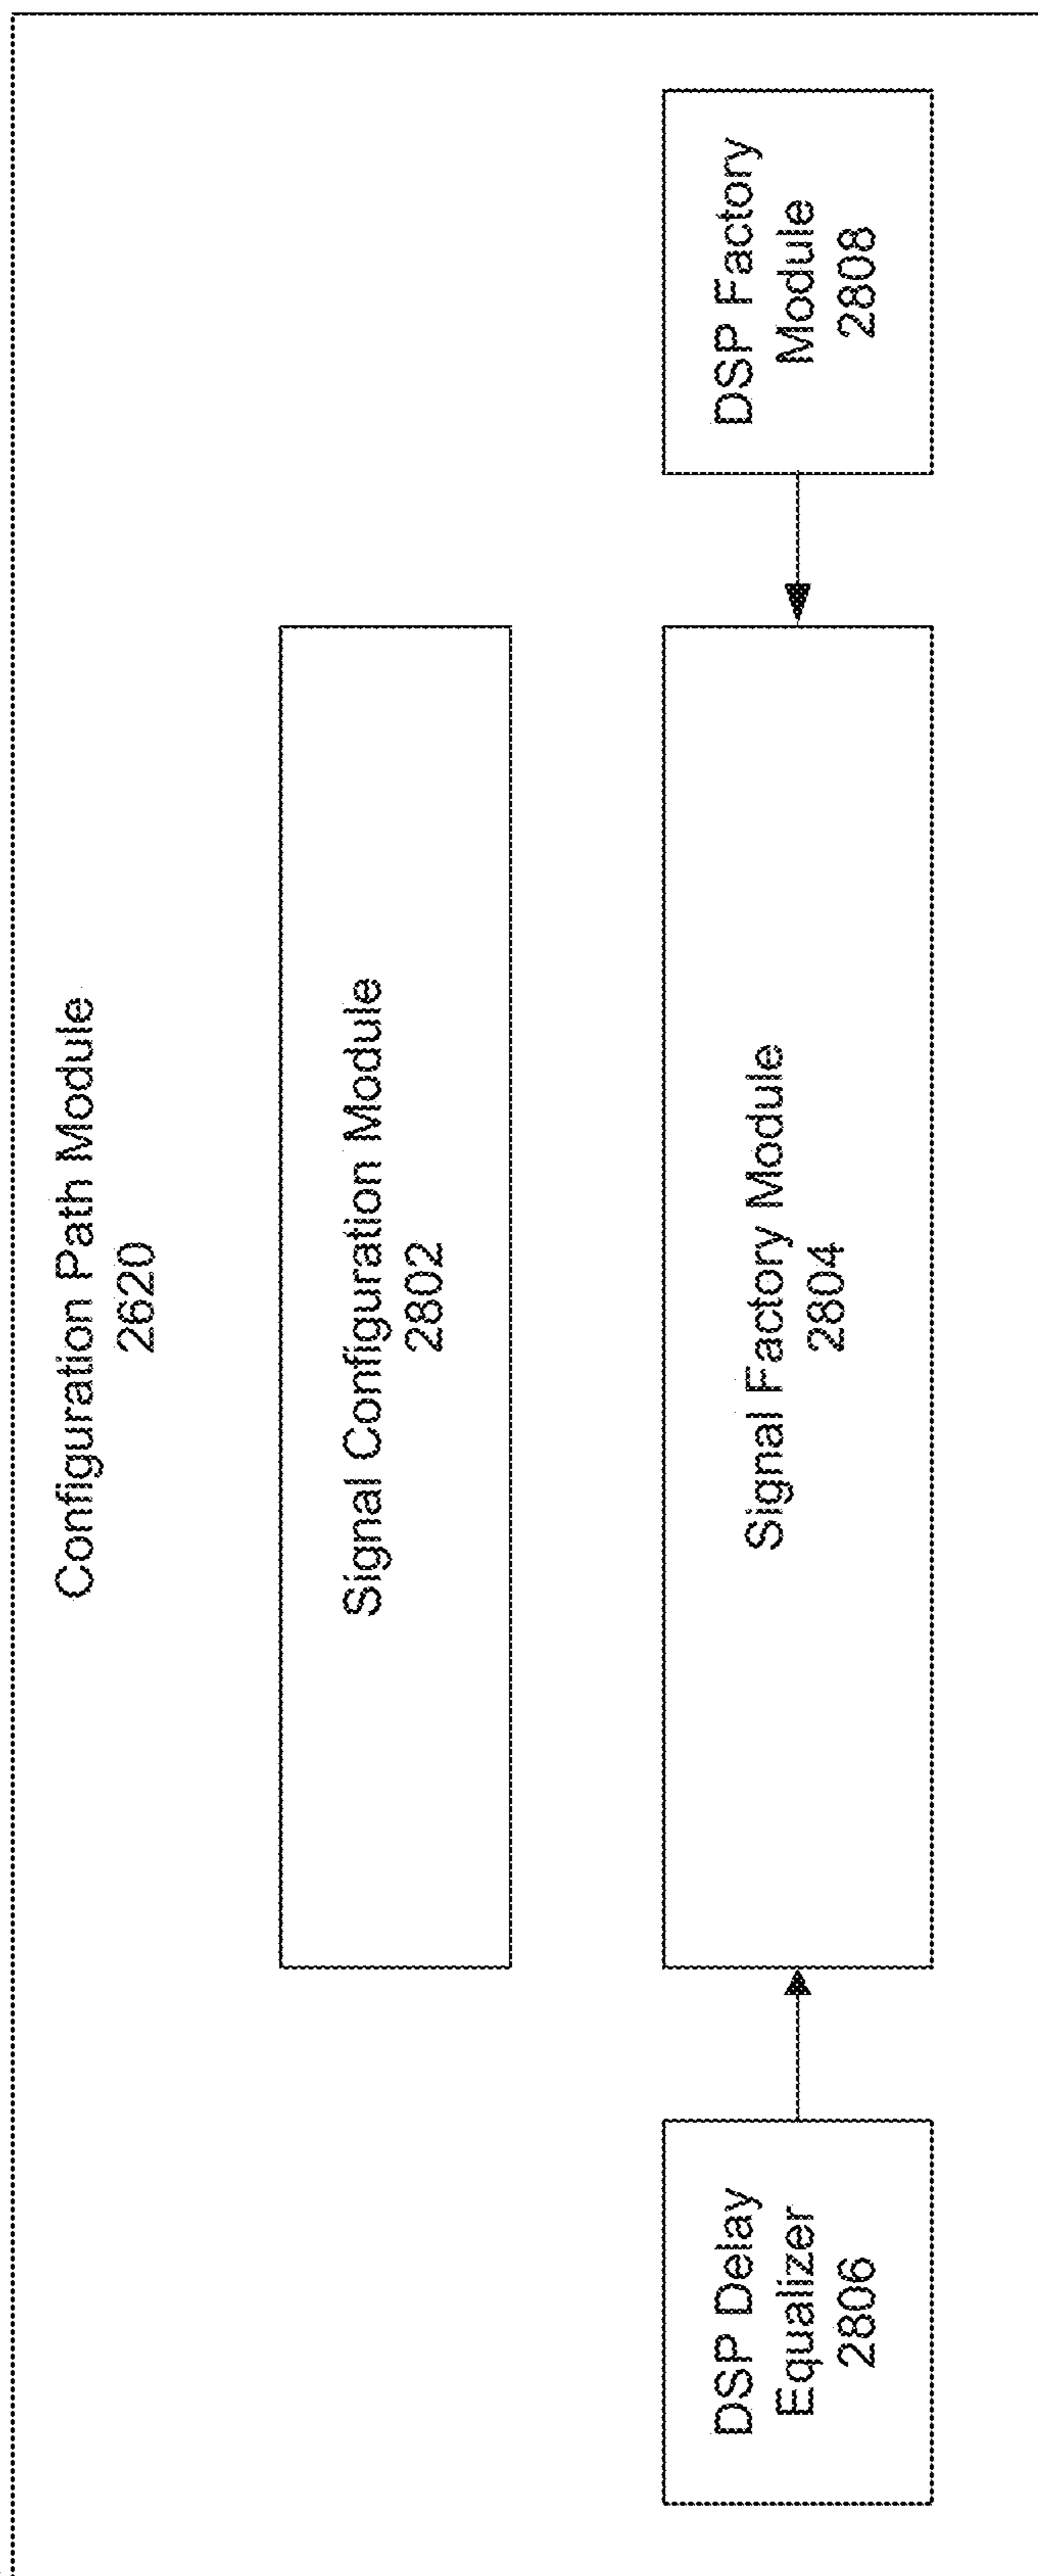 Configuration Path Module
2620
Signal Configuration Module
2802
DSP Delay
Equalizer
2806
Signal Factory Module
2804
DSP Factory
Module
2808